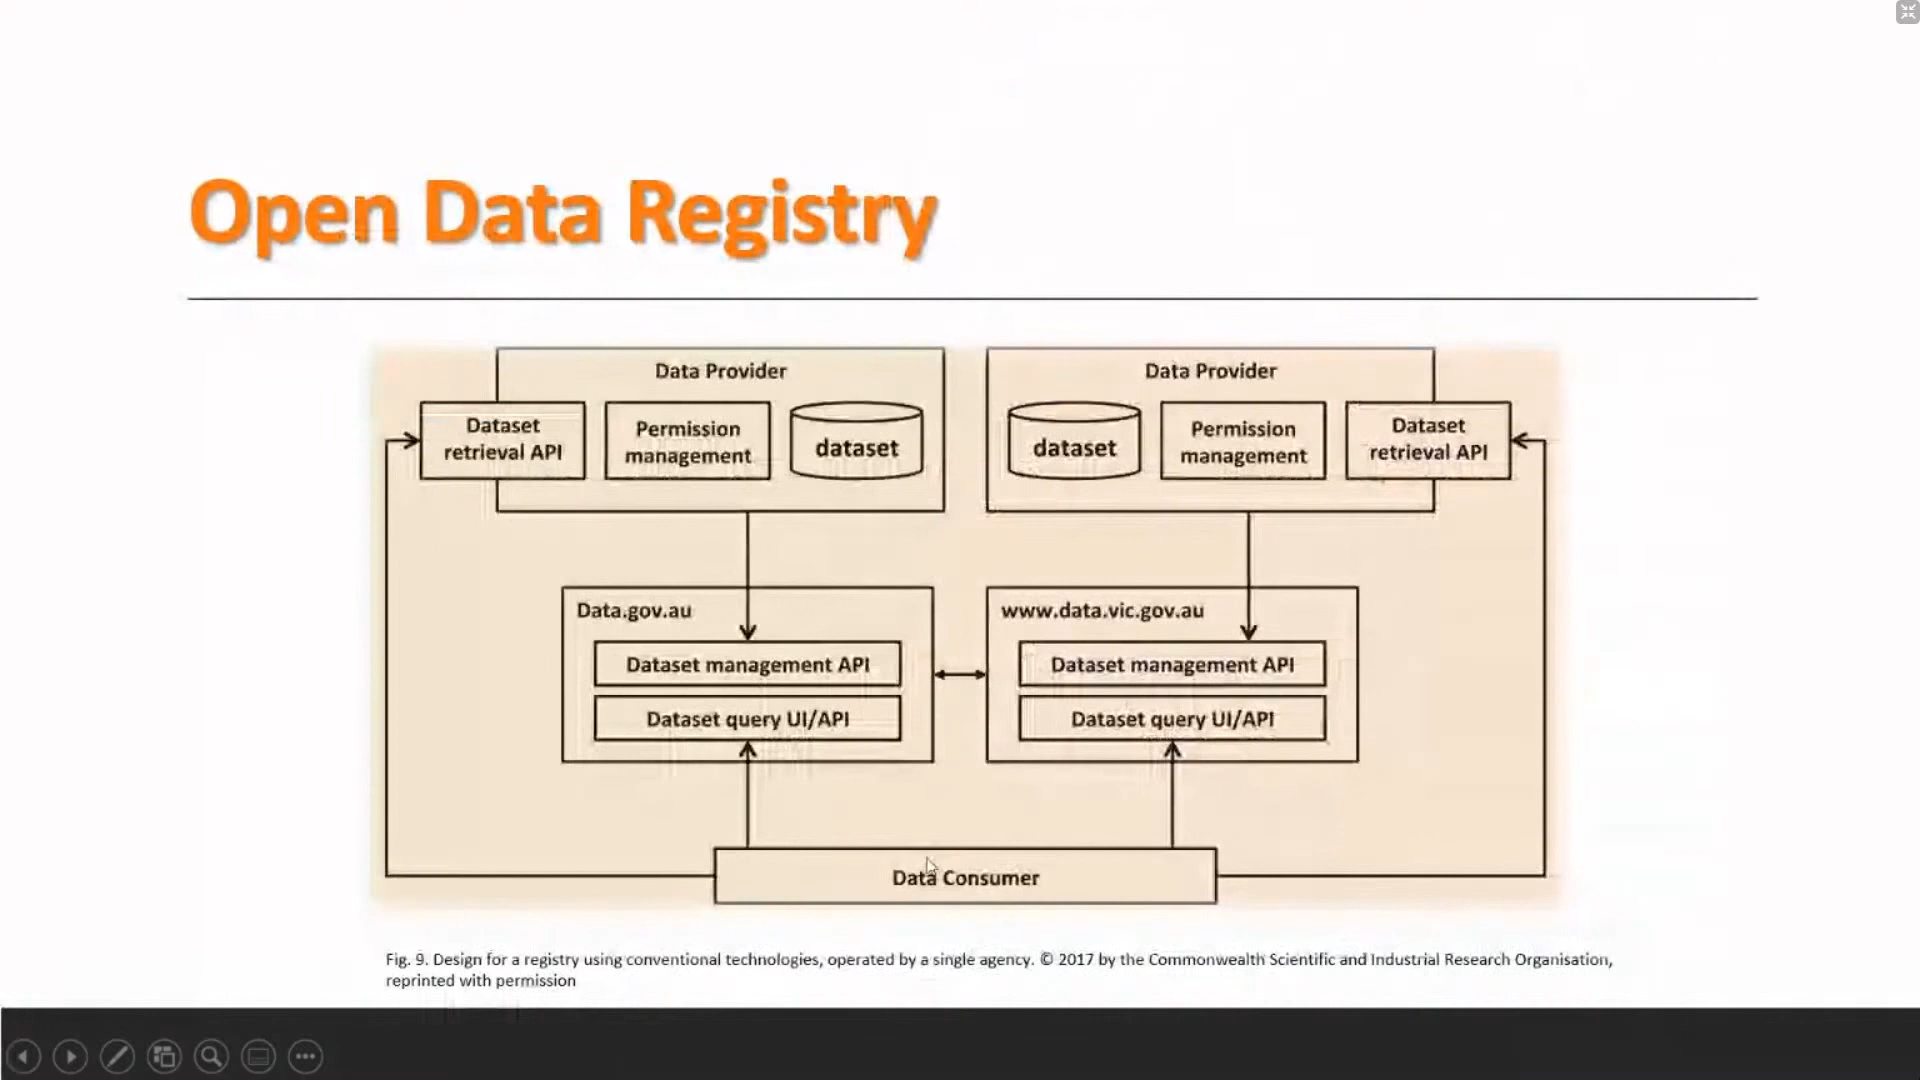 Open Data Registry
Data Provider
Dataset
retrieval API
Permission
management
dataset
Data Provider
dataset
Permission
management
Dataset
retrieval API
Data.gov.au
Dataset management API
Dataset query UI/API
www.data.vic.gov.au
Dataset management API
Dataset query UI/API
Data Consumer
Fig. 9. Design for a registry using conventional technologies, operated by a single agency. © 2017 by the Commonwealth Scientific and Industrial Research Organisation,
reprinted with permission